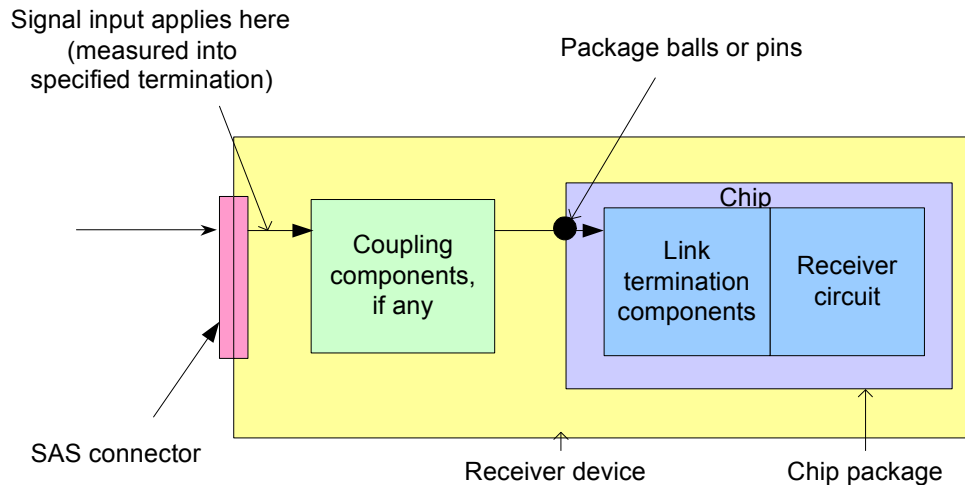 Signal input applies here
(measured into
specified termination)
Package balls or pins
Chip
Coupling
components,
if any
Link
termination
components
Receiver
circuit
SAS connector
Receiver device
Chip package